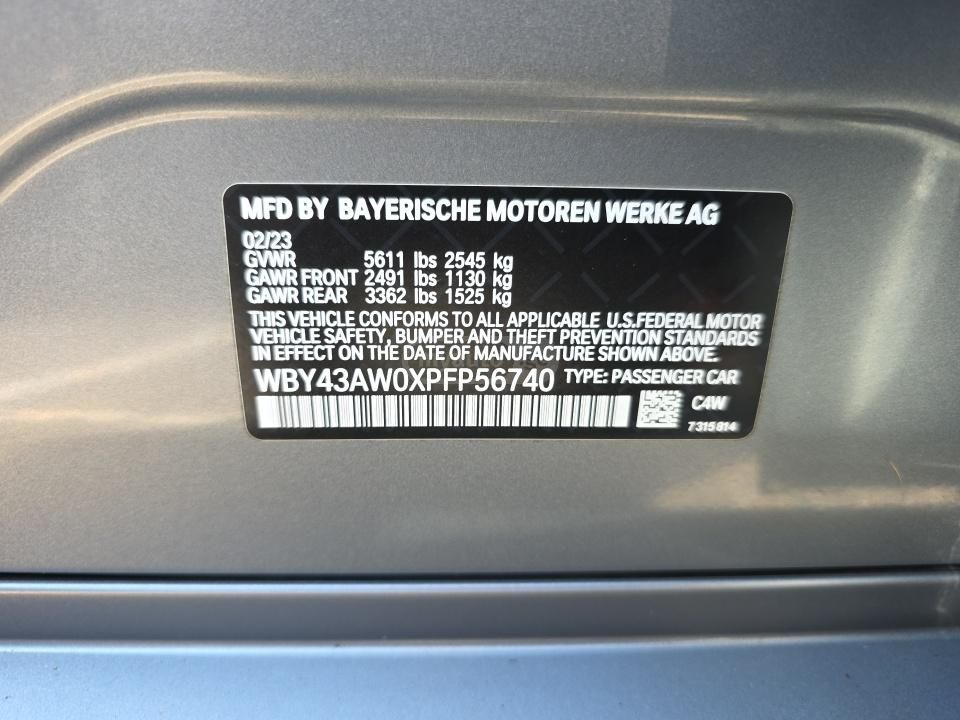 MFD BY BAYERISCHE MOTOREN WERKE AG
02/23
GVWR 5611 lbs 2545 kg
GAWR FRONT 2491 lbs 1130 kg
GAWR REAR 3362 lbs 1525 kg
THIS VEHICLE CONFORMS TO ALL APPLICABLE U.S.FEDERAL MOTOR
VEHICLE SAFETY, BUMPER AND THEFT PREVENTION STANDARDS
IN EFFECT ON THE DATE OF MANUFACTURE SHOWN ABOVE.
WBY43AW0XPFP56740 TYPE: PASSENGER CAR
C4W
7315814